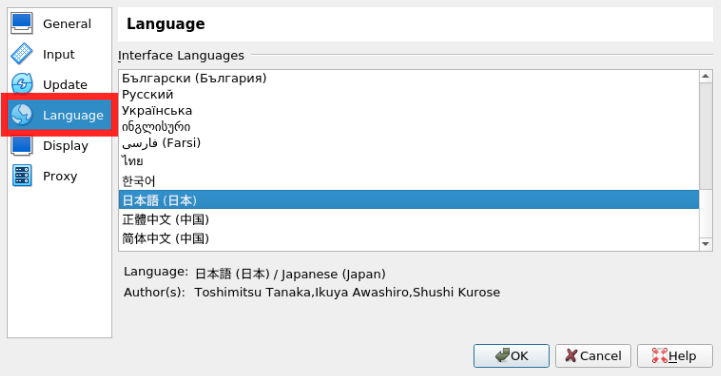 General
Input
Update
Language
Display
Proxy
Language
Interface Languages
Български (България)
Русский
Українська
ინგლისური
فارسی (Farsi)
ไทย
한국어
日本語 (日本)
正體中文 (中国)
简体中文 (中国)
Language: 日本語 (日本) / Japanese (Japan)
Author(s): Toshimitsu Tanaka,Ikuya Awashiro,Shushi Kurose
OK
Cancel
Help